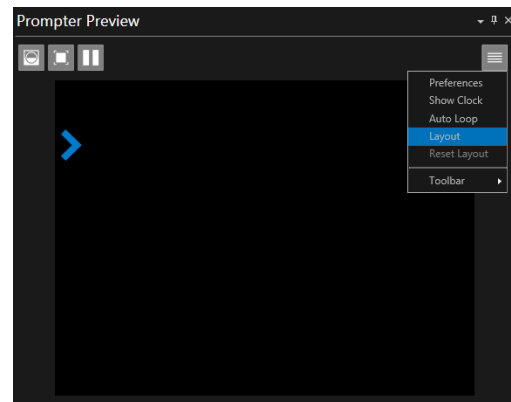 Prompter Preview
Preferences
Show Clock
Auto Loop
Layout
Reset Layout
Toolbar